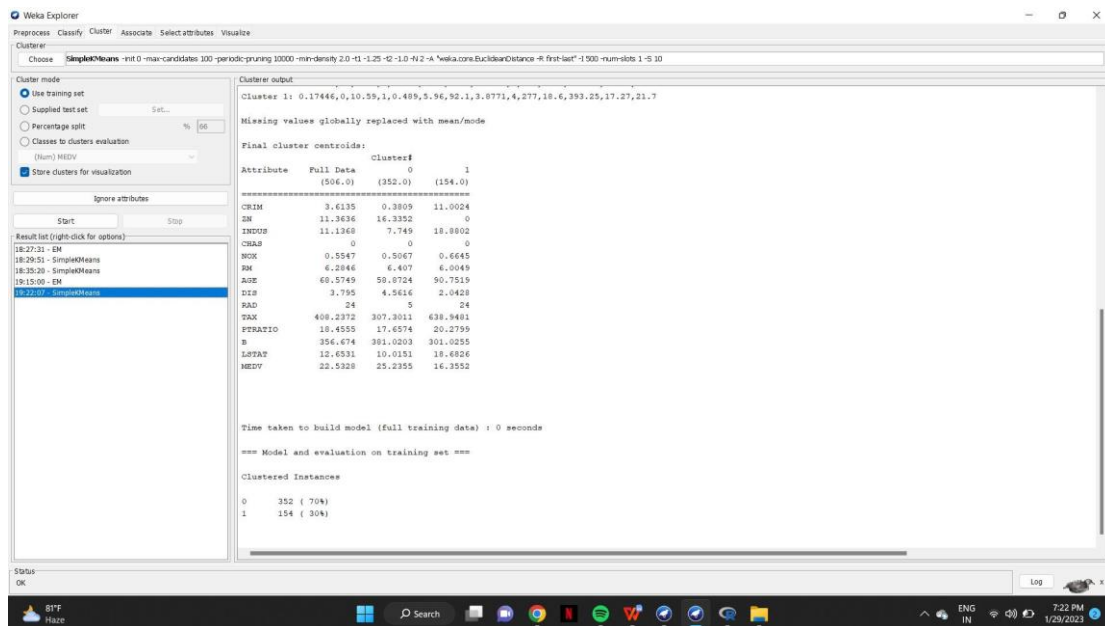 Weka Explorer
Preprocess Classify Cluster Associate Select attributes Visualize
Clusterer
Choose SimpleKMeans -init 0 -max-candidates 100 -periodic-pruning 10000 -min-density 2.0 -t1 -1.25 -t2 -1.0 -N 2 -A "weka.core.EuclideanDistance -R first-last" -I 500 -num-slots 1 -S 10
Cluster mode
Use training set
Supplied test set Set...
Percentage split % 66
Classes to clusters evaluation
(Num) MEDV
Store clusters for visualization
Ignore attributes
Start Stop
Result list (right-click for options)
18:27:31 - EM
18:29:51 - SimpleKMeans
18:35:20 - SimpleKMeans
19:15:00 - EM
19:22:07 - SimpleKMeans
Clusterer output
Cluster 1: 0.17446,0,10.59,1,0.489,5.96,92.1,3.8771,4,277,18.6,393.25,17.27,21.7
Missing values globally replaced with mean/mode
Final cluster centroids:
Cluster#
Attribute Full Data 0 1
(506.0) (352.0) (154.0)
==========================================
CRIM 3.6135 0.3809 11.0024
ZN 11.3636 16.3352 0
INDUS 11.1368 7.749 18.8802
CHAS 0 0 0
NOX 0.5547 0.5067 0.6645
RM 6.2846 6.407 6.0049
AGE 68.5749 58.8724 90.7519
DIS 3.795 4.5616 2.0428
RAD 24 5 24
TAX 408.2372 307.3011 638.9481
PTRATIO 18.4555 17.6574 20.2799
B 356.674 381.0203 301.0255
LSTAT 12.6531 10.0151 18.6826
MEDV 22.5328 25.2355 16.3552
Time taken to build model (full training data) : 0 seconds
=== Model and evaluation on training set ===
Clustered Instances
0 352 ( 70%)
1 154 ( 30%)
Status
OK
Log
x 0
81°F
Haze
Search
ENG
IN
7:22 PM
1/29/2023